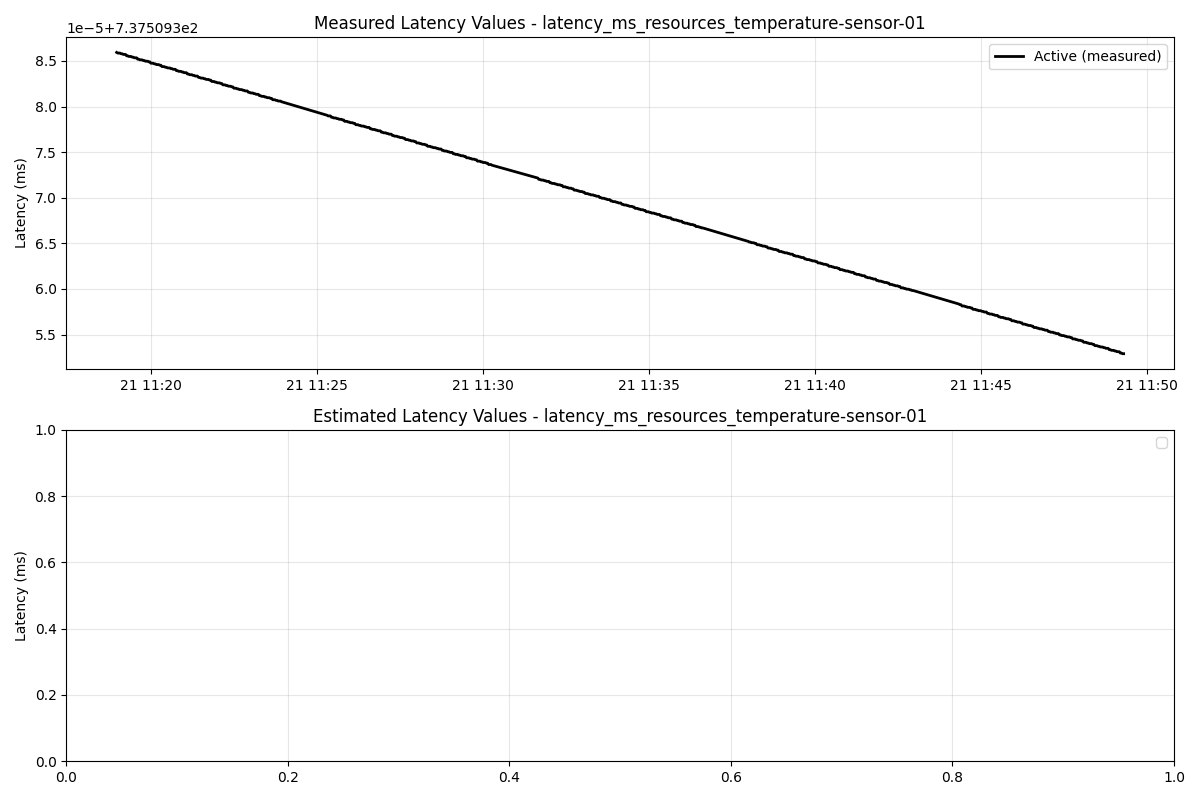 Measured Latency Values - latency_ms_resources_temperature-sensor-01
1e−5+7.375093e2
Active (measured)
Latency (ms)
8.5
8.0
7.5
7.0
6.5
6.0
5.5
21 11:20 21 11:25 21 11:30 21 11:35 21 11:40 21 11:45 21 11:50
Estimated Latency Values - latency_ms_resources_temperature-sensor-01
Latency (ms)
1.0
0.8
0.6
0.4
0.2
0.0
0.0 0.2 0.4 0.6 0.8 1.0